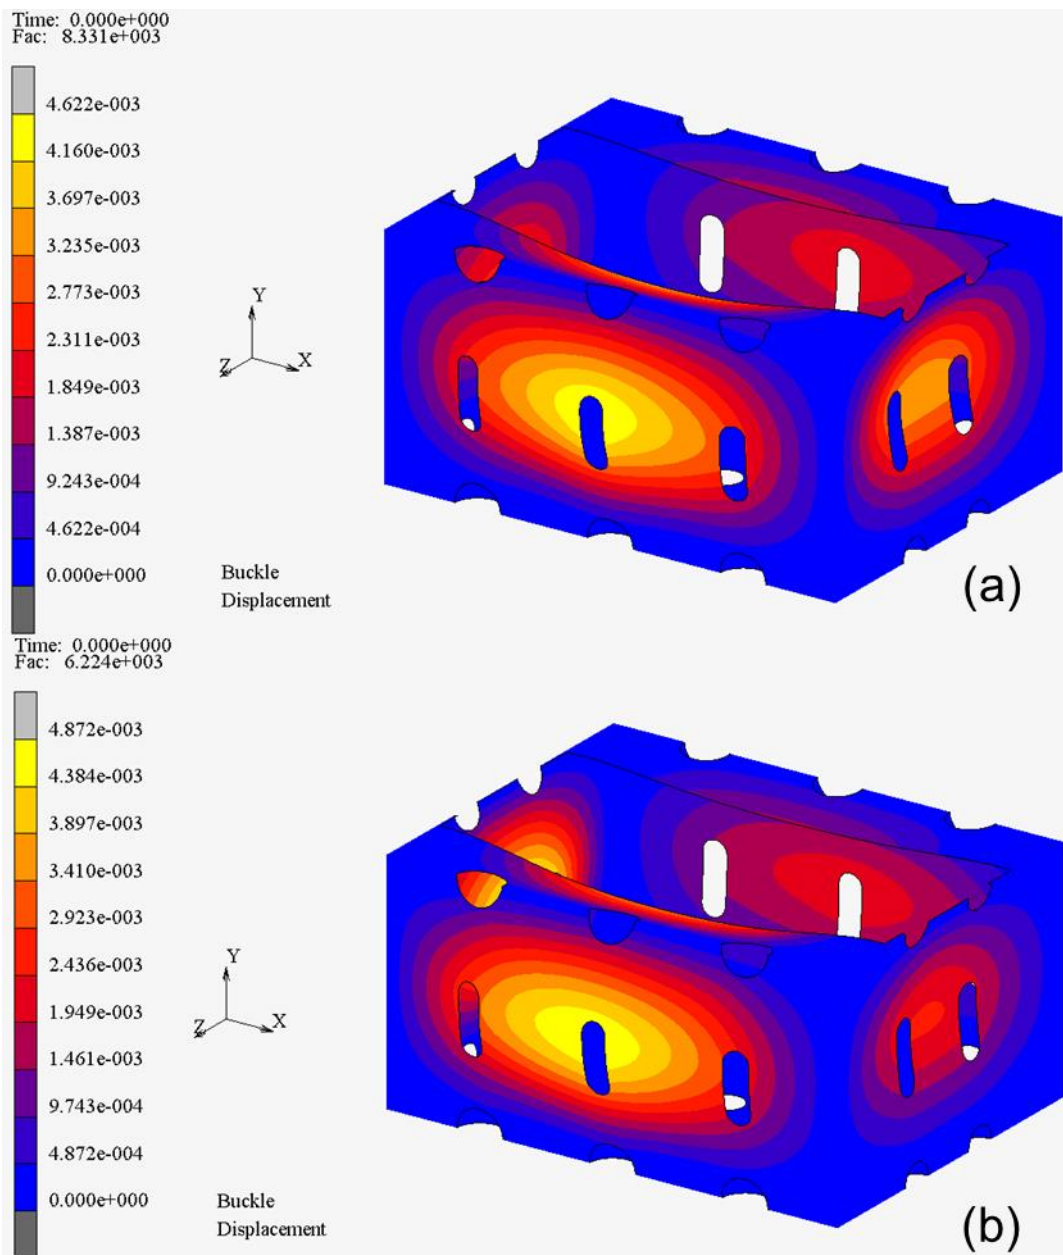 Time: 0.000e+000
Fac: 8.331e+003
4.622e-003
4.160e-003
3.697e-003
3.235e-003
2.773e-003
2.311e-003
1.849e-003
1.387e-003
9.243e-004
4.622e-004
0.000e+000
Y
Z
X
Buckle
Displacement
(a)
Time: 0.000e+000
Fac: 6.224e+003
4.872e-003
4.384e-003
3.897e-003
3.410e-003
2.923e-003
2.436e-003
1.949e-003
1.461e-003
9.743e-004
4.872e-004
0.000e+000
Y
Z
X
Buckle
Displacement
(b)